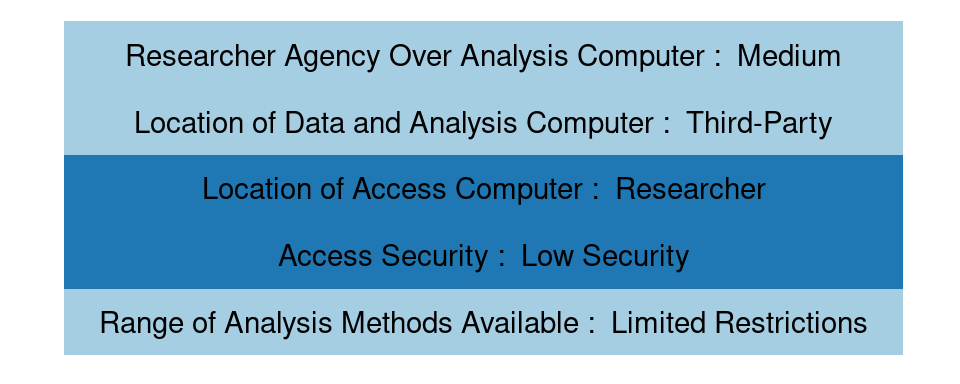 Researcher Agency Over Analysis Computer :  Medium
Location of Data and Analysis Computer :  Third-Party
Location of Access Computer :  Researcher
Access Security :  Low Security
Range of Analysis Methods Available :  Limited Restrictions